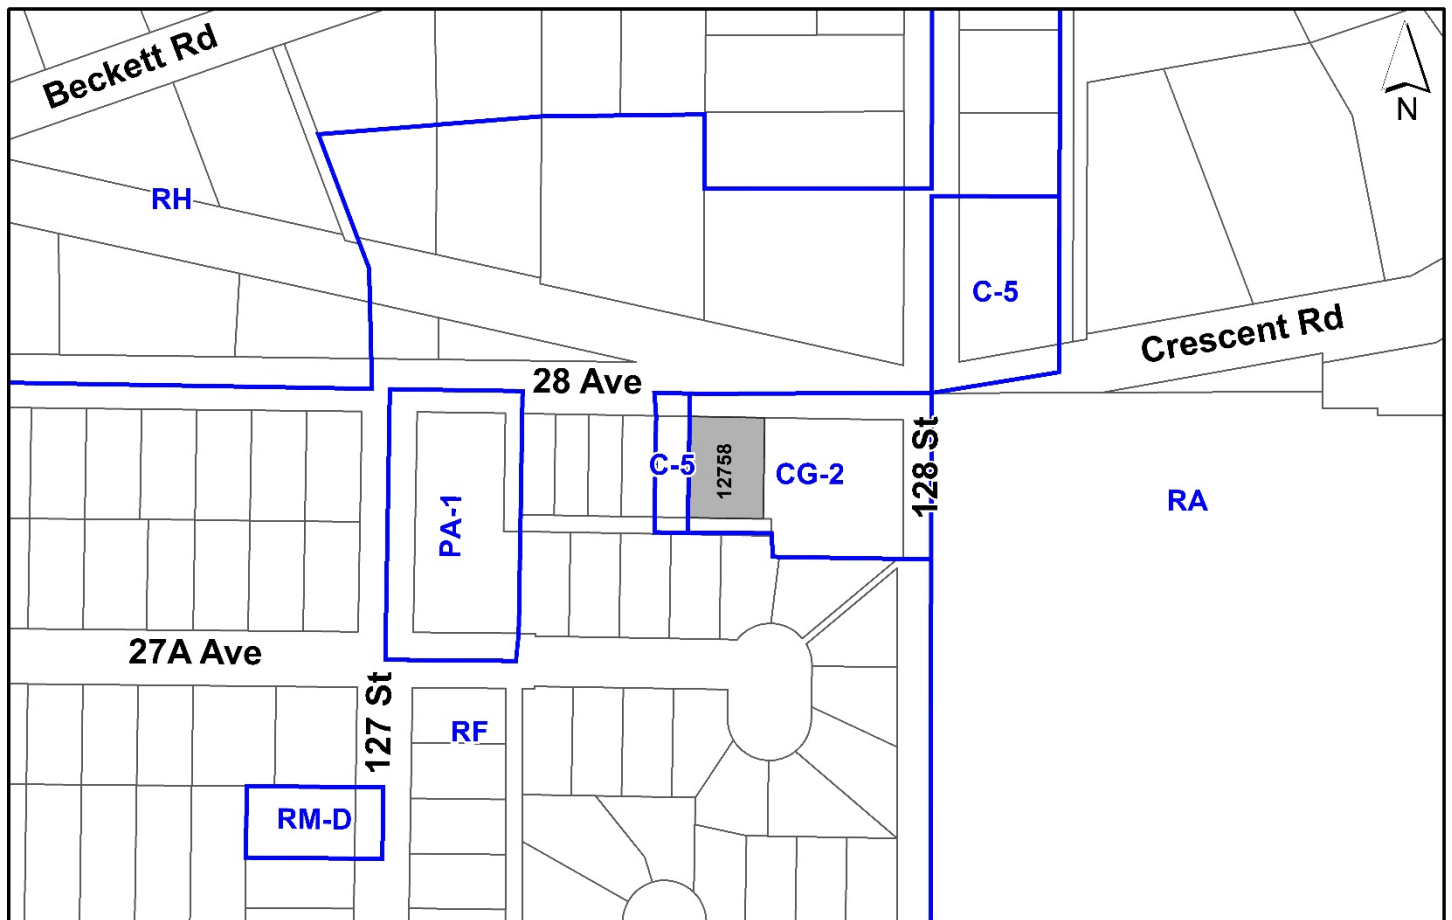 Beckett Rd
N
RH
C-5
Crescent Rd
28 Ave
128 St
C-5
12758
CG-2
RA
PA-1
27A Ave
127 St
RF
RM-D